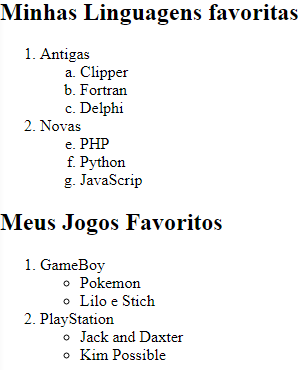 Minhas Linguagens favoritas
1. Antigas
a. Clipper
b. Fortran
c. Delphi
2. Novas
e. PHP
f. Python
g. JavaScrip
Meus Jogos Favoritos
1. GameBoy
◦ Pokemon
◦ Lilo e Stich
2. PlayStation
◦ Jack and Daxter
◦ Kim Possible